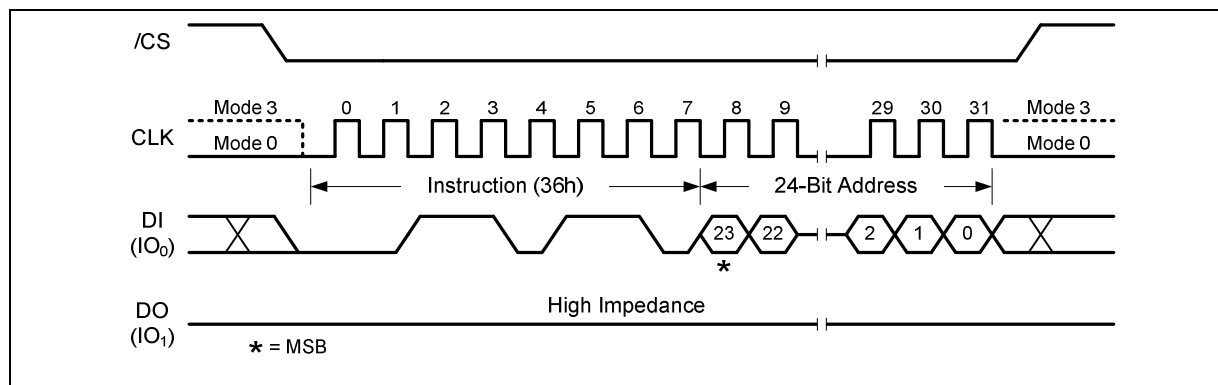 /CS
Mode 3 0 1 2 3 4 5 6 7 8 9 29 30 31 Mode 3
CLK Mode 0 Mode 0
Instruction (36h) 24-Bit Address
DI
(IO₀)
23 22 2 1 0
*
DO
(IO₁)
High Impedance
* = MSB